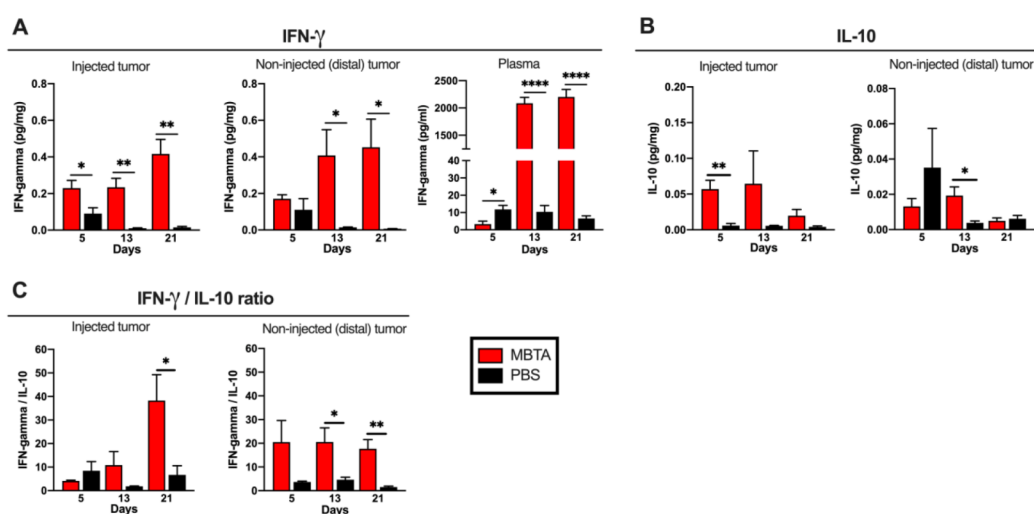 A
IFN-γ
Injected tumor
IFN-gamma (pg/mg)
0.8
0.6
0.4
0.2
0.0
*
**
**
5 13 21
Days
Non-injected (distal) tumor
IFN-gamma (pg/mg)
0.8
0.6
0.4
0.2
0.0
*
*
5 13 21
Days
Plasma
IFN-gamma (pg/ml)
2500
2000
1500
1000
40
30
20
10
0
*
****
****
5 13 21
Days
B
IL-10
Injected tumor
IL-10 (pg/mg)
0.20
0.15
0.10
0.05
0.00
**
5 13 21
Days
Non-injected (distal) tumor
IL-10 (pg/mg)
0.08
0.06
0.04
0.02
0.00
*
5 13 21
Days
C
IFN-γ / IL-10 ratio
Injected tumor
IFN-gamma / IL-10
60
50
40
30
20
10
0
*
5 13 21
Days
Non-injected (distal) tumor
IFN-gamma / IL-10
60
50
40
30
20
10
0
*
**
5 13 21
Days
MBTA
PBS